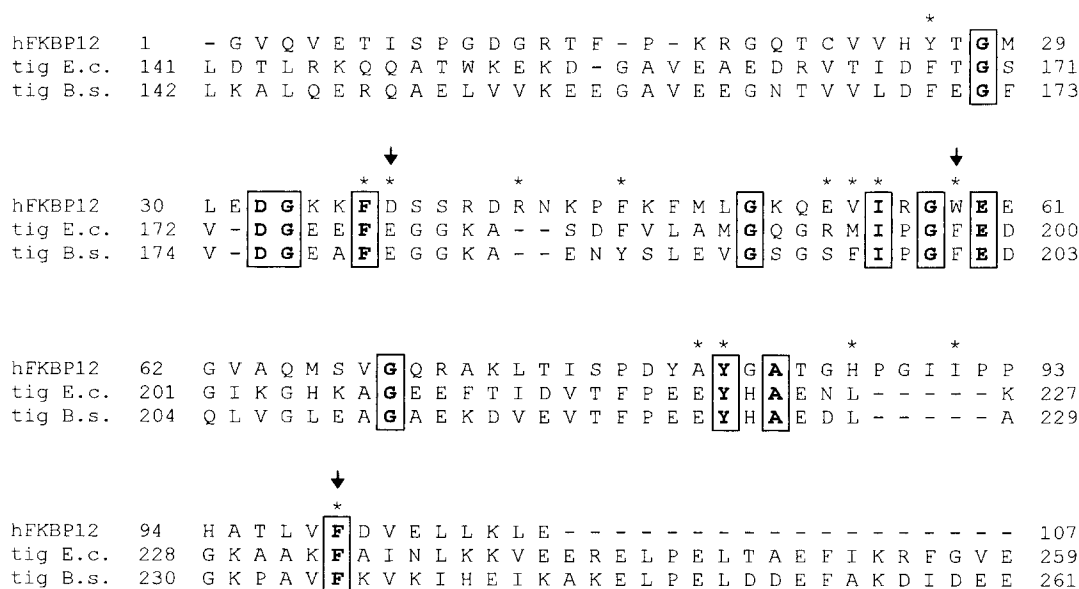 *
hFKBP12 1 - G V Q V E T I S P G D G R T F - P - K R G Q T C V V H Y T G M 29
tig E.c. 141 L D T L R K Q Q A T W K E K D - G A V E A E D R V T I D F T G S 171
tig B.s. 142 L K A L Q E R Q A E L V V K E E G A V E E G N T V V L D F E G F 173
↓ ↓
* * * * * * * *
hFKBP12 30 L E D G K K F D S S R D R N K P F K F M L G K Q E V I R G W E E 61
tig E.c. 172 V - D G E E F E G G K A - - S D F V L A M G Q G R M I P G F E D 200
tig B.s. 174 V - D G E A F E G G K A - - E N Y S L E V G S G S F I P G F E D 203
* * * *
hFKBP12 62 G V A Q M S V G Q R A K L T I S P D Y A Y G A T G H P G I I P P 93
tig E.c. 201 G I K G H K A G E E F T I D V T F P E E Y H A E N L - - - - - K 227
tig B.s. 204 Q L V G L E A G A E K D V E V T F P E E Y H A E D L - - - - - A 229
↓
*
hFKBP12 94 H A T L V F D V E L L K L E - - - - - - - - - - - - - - - - - - 107
tig E.c. 228 G K A A K F A I N L K K V E E R E L P E L T A E F I K R F G V E 259
tig B.s. 230 G K P A V F K V K I H E I K A K E L P E L D D E F A K D I D E E 261